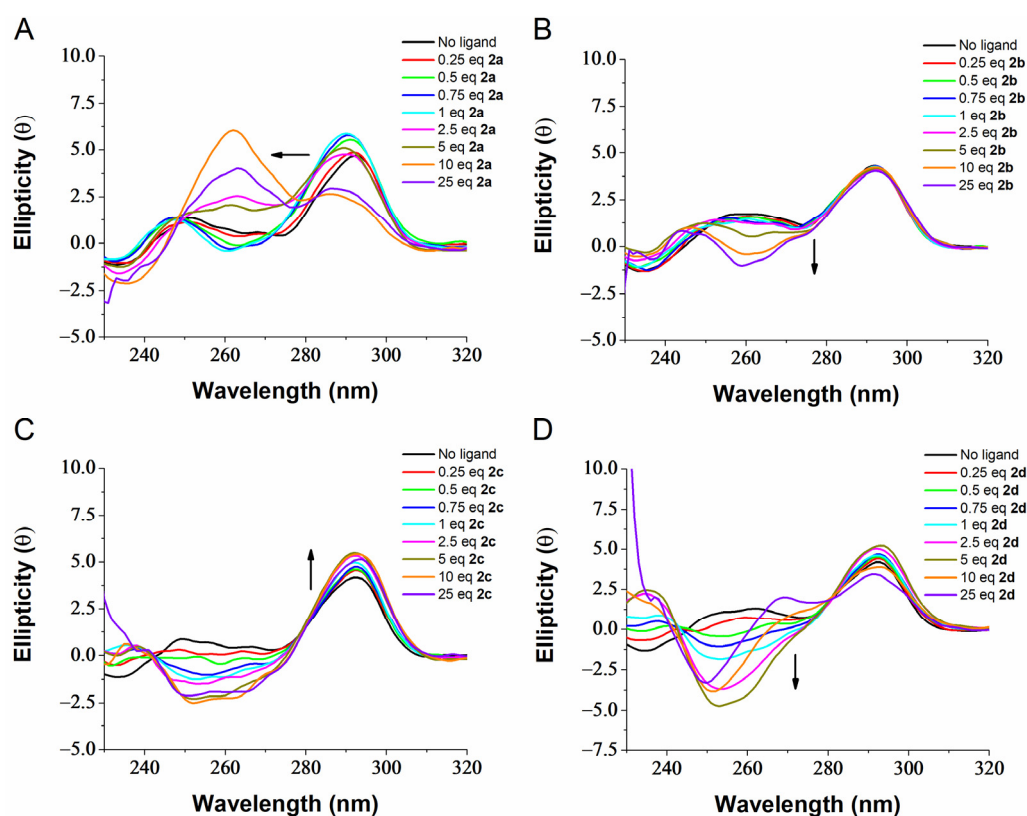 A
No ligand
0.25 eq 2a
0.5 eq 2a
0.75 eq 2a
1 eq 2a
2.5 eq 2a
5 eq 2a
10 eq 2a
25 eq 2a
Ellipticity (θ)
10.0
7.5
5.0
2.5
0.0
−2.5
−5.0
240 260 280 300 320
Wavelength (nm)
B
No ligand
0.25 eq 2b
0.5 eq 2b
0.75 eq 2b
1 eq 2b
2.5 eq 2b
5 eq 2b
10 eq 2b
25 eq 2b
Ellipticity (θ)
10.0
7.5
5.0
2.5
0.0
−2.5
−5.0
240 260 280 300 320
Wavelength (nm)
C
No ligand
0.25 eq 2c
0.5 eq 2c
0.75 eq 2c
1 eq 2c
2.5 eq 2c
5 eq 2c
10 eq 2c
25 eq 2c
Ellipticity (θ)
10.0
7.5
5.0
2.5
0.0
−2.5
−5.0
240 260 280 300 320
Wavelength (nm)
D
No ligand
0.25 eq 2d
0.5 eq 2d
0.75 eq 2d
1 eq 2d
2.5 eq 2d
5 eq 2d
10 eq 2d
25 eq 2d
Ellipticity (θ)
10.0
7.5
5.0
2.5
0.0
−2.5
−5.0
−7.5
240 260 280 300 320
Wavelength (nm)